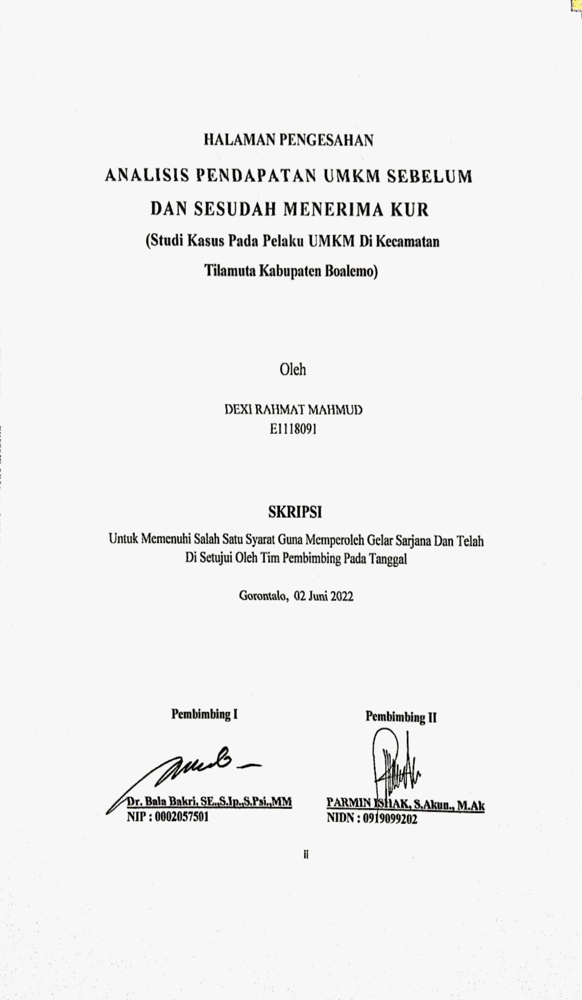 HALAMAN PENGESAHAN
ANALISIS PENDAPATAN UMKM SEBELUM
DAN SESUDAH MENERIMA KUR
(Studi Kasus Pada Pelaku UMKM Di Kecamatan
Tilamuta Kabupaten Boalemo)
Oleh
DEXI RAHMAT MAHMUD
E1118091
SKRIPSI
Untuk Memenuhi Salah Satu Syarat Guna Memperoleh Gelar Sarjana Dan Telah
Di Setujui Oleh Tim Pembimbing Pada Tanggal
Gorontalo, 02 Juni 2022
Pembimbing I
Pembimbing II
Dr. Bala Bakri, SE.,S.Ip.,S.Psi.,MM
NIP : 0002057501
PARMIN ISHAK, S.Akun., M.Ak
NIDN : 0919099202
ii